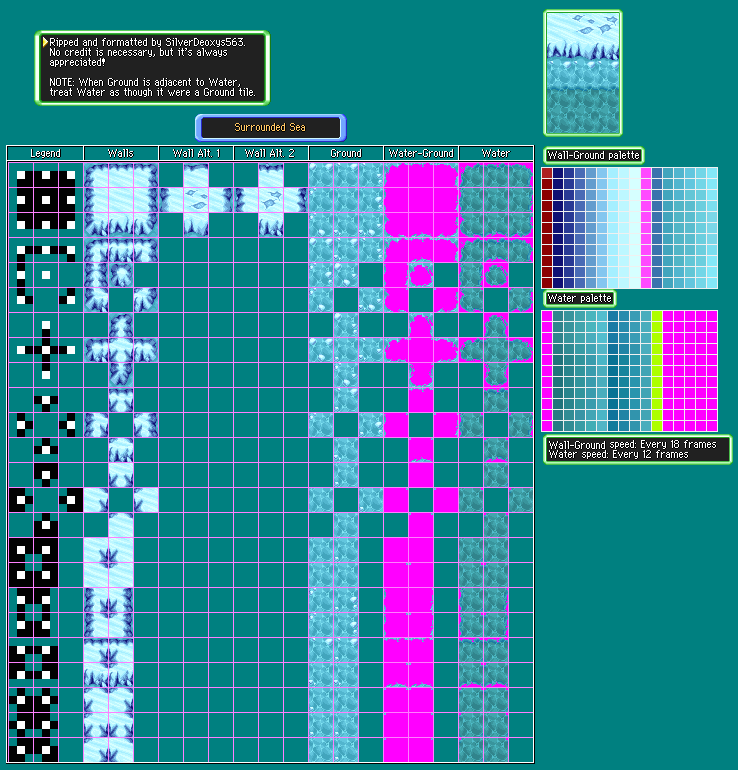 Ripped and formatted by SilverDeoxys563.
No credit is necessary, but it's always
appreciated!
NOTE: When Ground is adjacent to Water,
treat Water as though it were a Ground tile.
Surrounded Sea
Legend Walls Wall Alt. 1 Wall Alt. 2 Ground Water-Ground Water
Wall-Ground palette
Water palette
Wall-Ground speed: Every 18 frames
Water speed: Every 12 frames